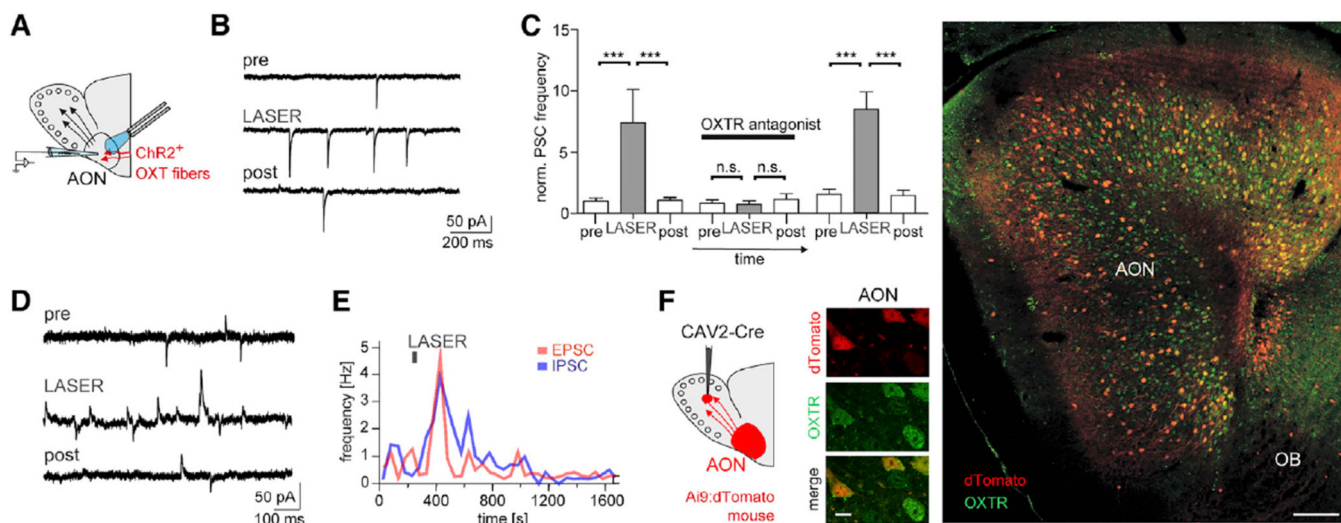 A
ChR2+
OXT fibers
AON
B
pre
LASER
post
50 pA
200 ms
C
norm. PSC frequency
15
10
5
0
*** ***
OXTR antagonist
n.s. n.s.
*** ***
pre LASER post pre LASER post pre LASER post
time
D
pre
LASER
post
50 pA
100 ms
E
LASER
EPSC
IPSC
frequency [Hz]
5
4
3
2
1
0
0 400 800 1200 1600
time [s]
F
CAV2-Cre
AON
Ai9:dTomato
mouse
AON
dTomato
OXTR
merge
AON
OB
dTomato
OXTR